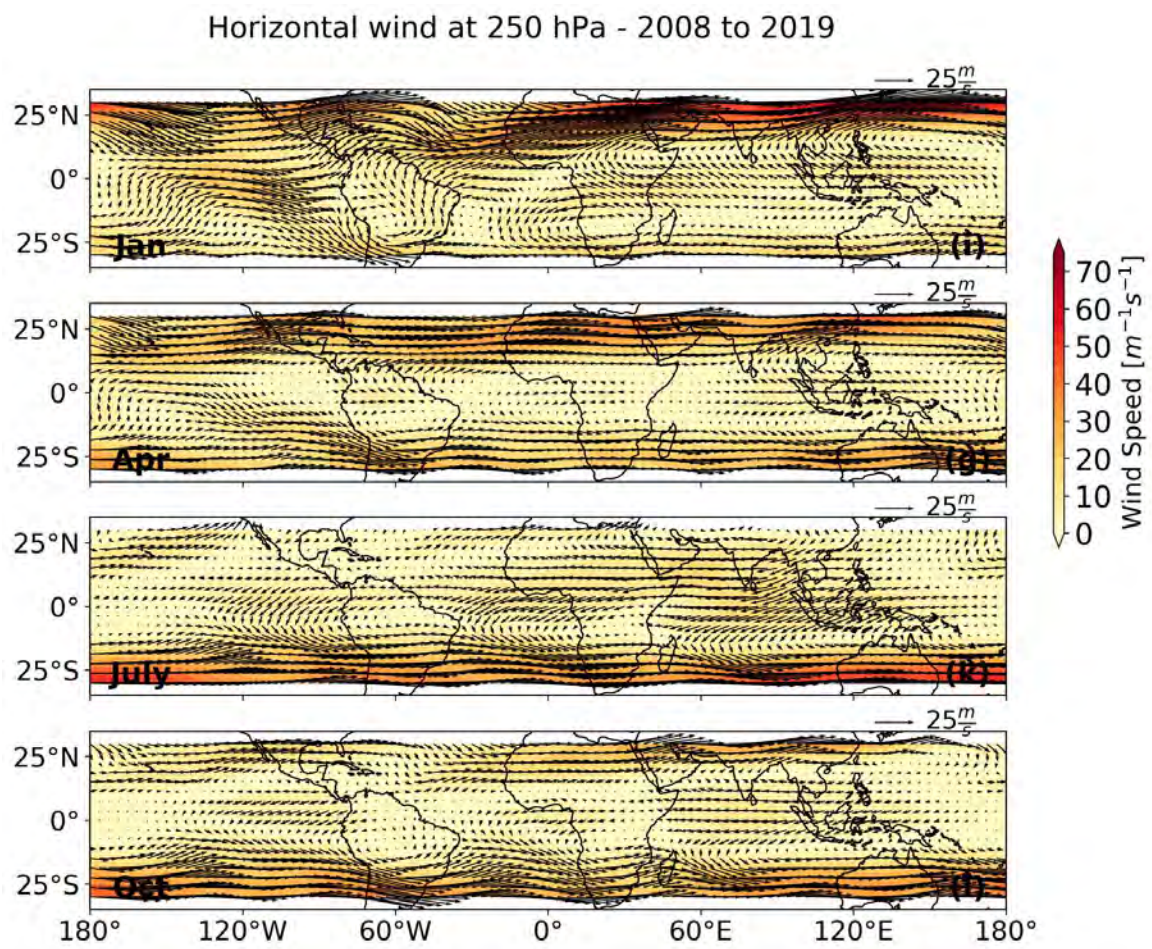 Horizontal wind at 250 hPa - 2008 to 2019
25 m/s
25°N
0°
25°S
Jan
(i)
25 m/s
25°N
0°
25°S
Apr
(g)
25 m/s
25°N
0°
25°S
July
(k)
25 m/s
25°N
0°
25°S
Oct
(l)
180° 120°W 60°W 0° 60°E 120°E 180°
70
60
50
40
30
20
10
0
Wind Speed [m⁻¹s⁻¹]